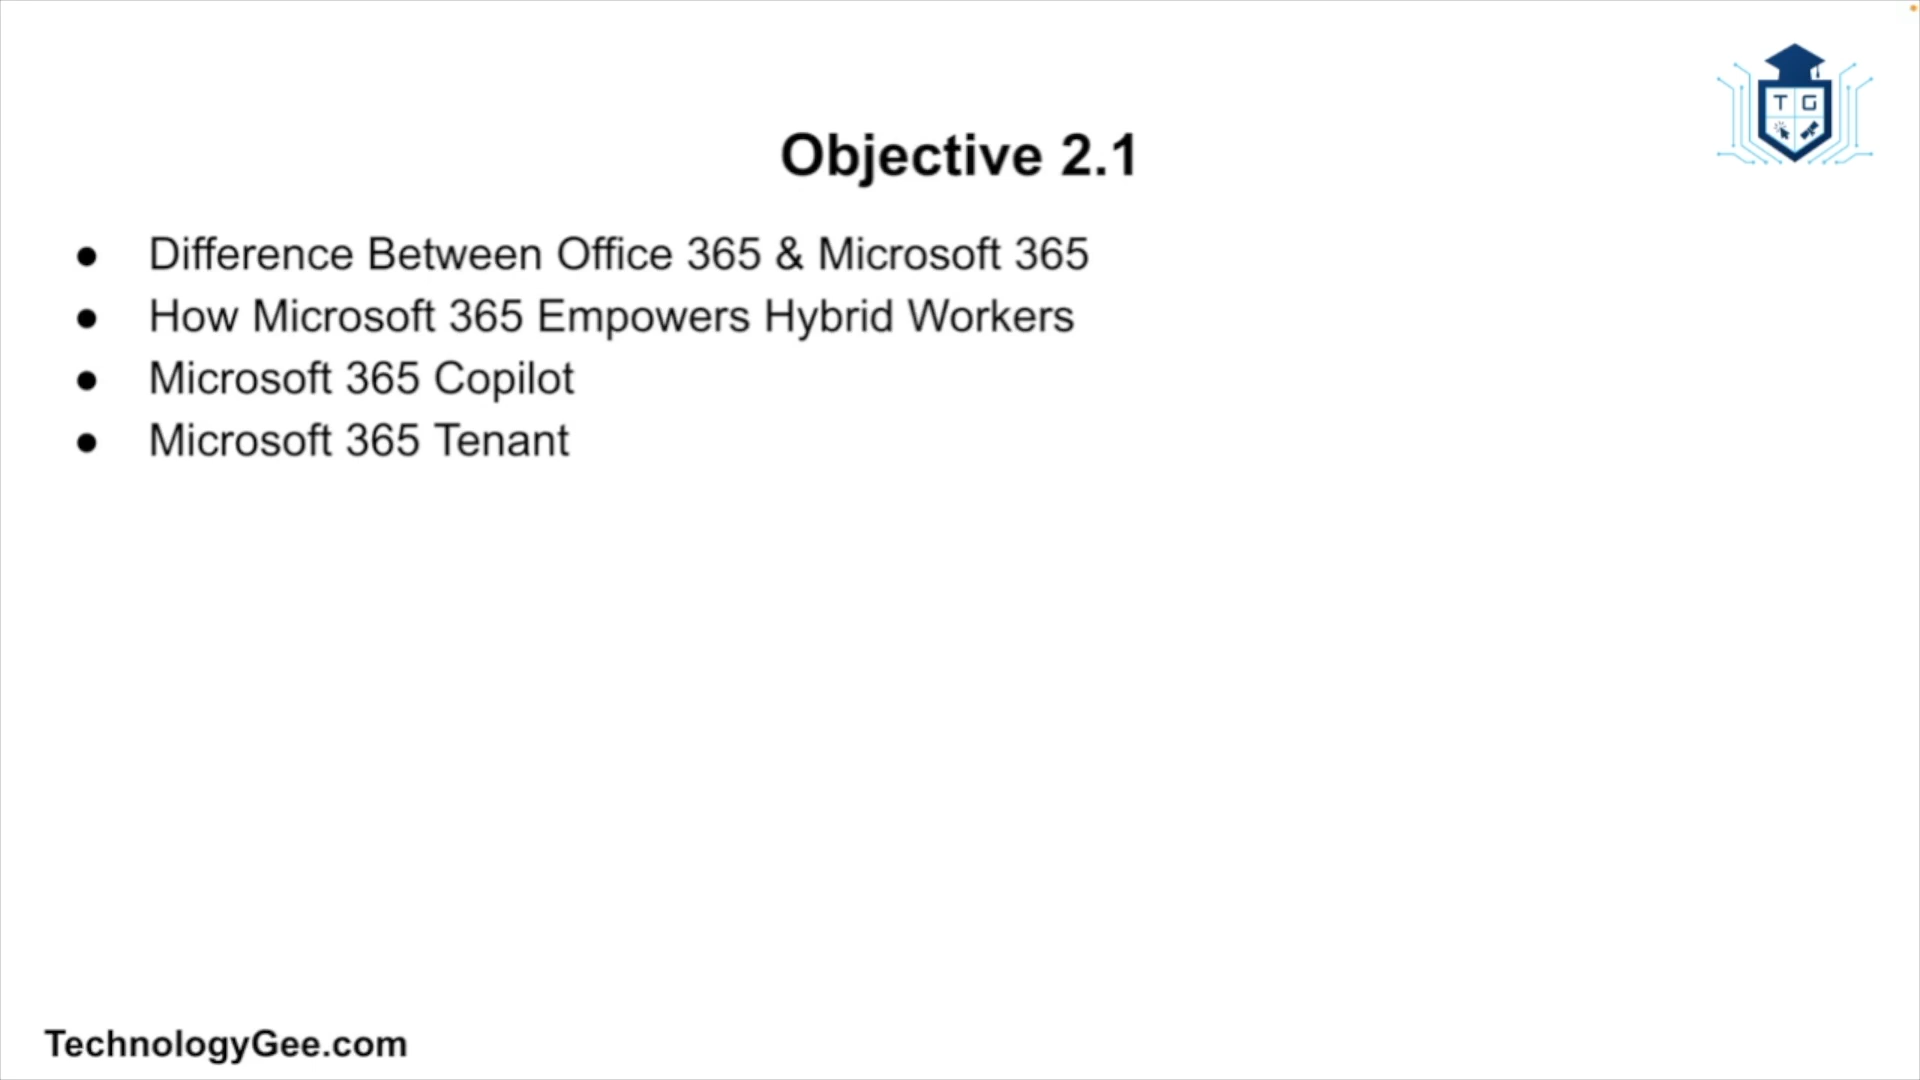 T G
Objective 2.1
● Difference Between Office 365 & Microsoft 365
● How Microsoft 365 Empowers Hybrid Workers
● Microsoft 365 Copilot
● Microsoft 365 Tenant
TechnologyGee.com